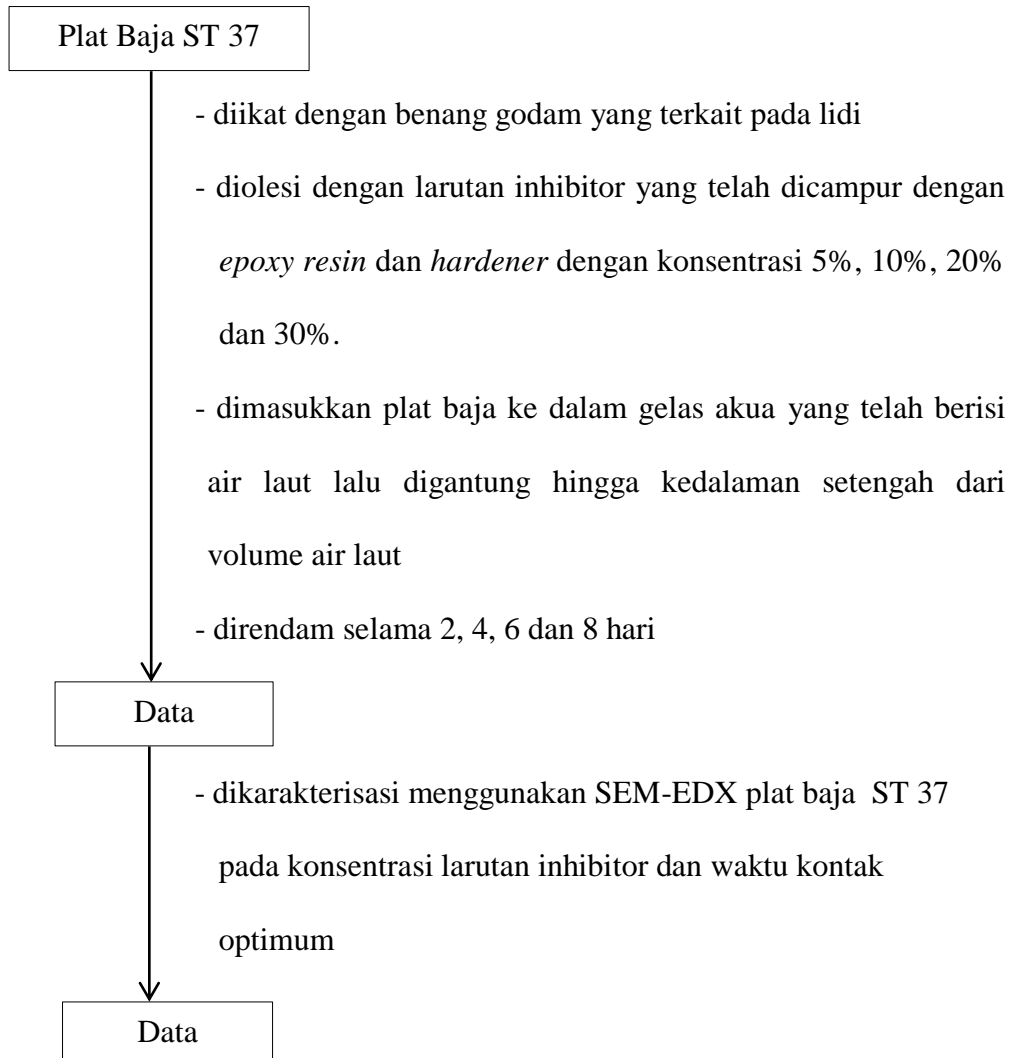 Plat Baja ST 37
- diikat dengan benang godam yang terkait pada lidi
- diolesi dengan larutan inhibitor yang telah dicampur dengan
epoxy resin dan hardener dengan konsentrasi 5%, 10%, 20%
dan 30%.
- dimasukkan plat baja ke dalam gelas akua yang telah berisi
air laut lalu digantung hingga kedalaman setengah dari
volume air laut
- direndam selama 2, 4, 6 dan 8 hari
Data
- dikarakterisasi menggunakan SEM-EDX plat baja ST 37
pada konsentrasi larutan inhibitor dan waktu kontak
optimum
Data